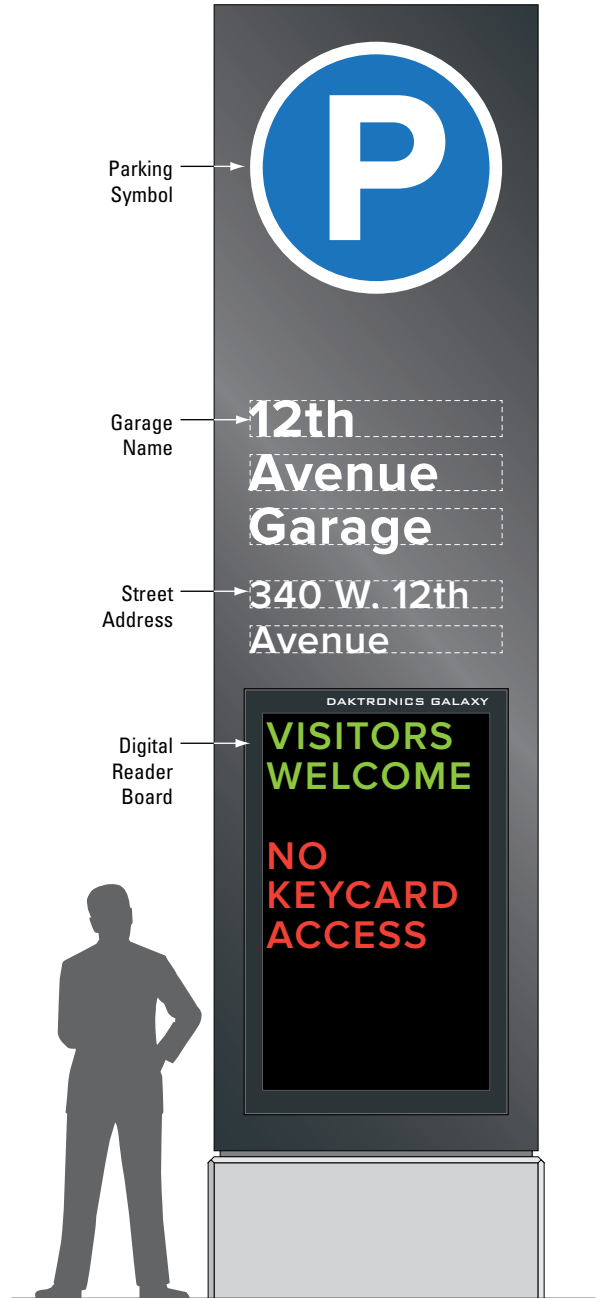 P
Parking
Symbol
Garage
Name
12th
Avenue
Garage
Street
Address
340 W. 12th
Avenue
DAKTRONICS GALAXY
Digital
Reader
Board
VISITORS
WELCOME
NO
KEYCARD
ACCESS